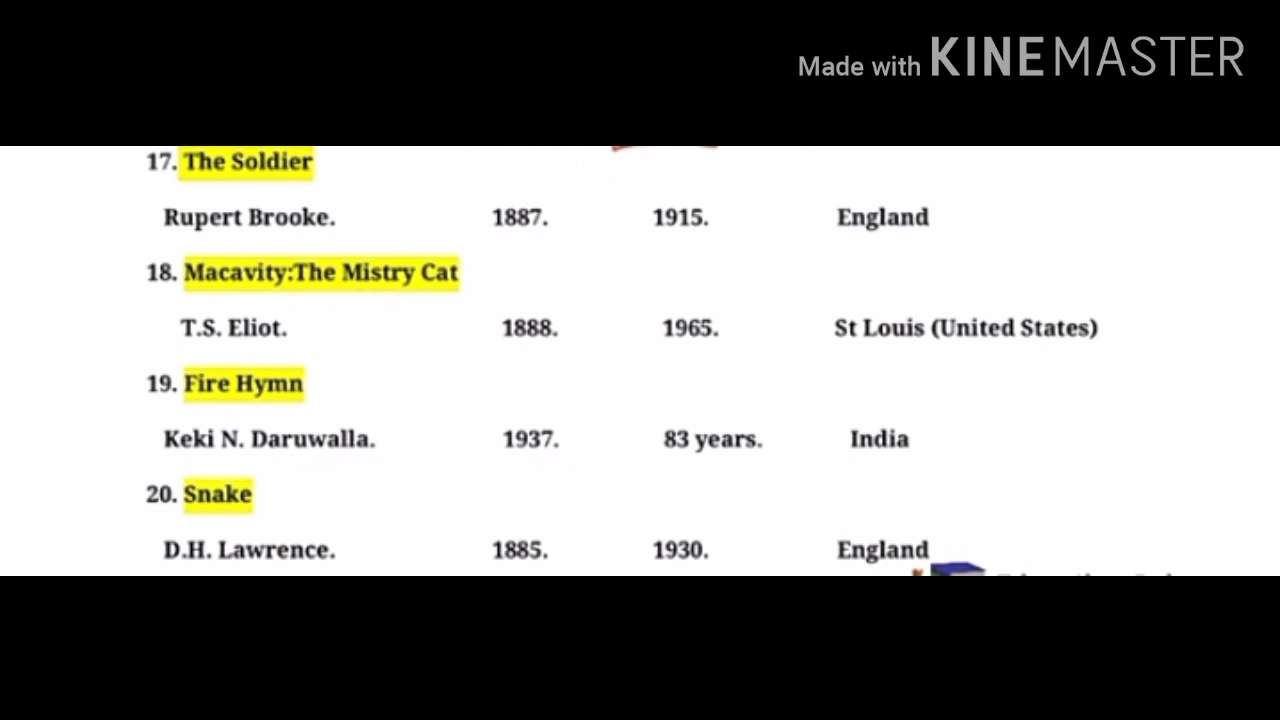 Made with KINEMASTER
17. The Soldier
Rupert Brooke. 1887. 1915. England
18. Macavity:The Mistry Cat
T.S. Eliot. 1888. 1965. St Louis (United States)
19. Fire Hymn
Keki N. Daruwalla. 1937. 83 years. India
20. Snake
D.H. Lawrence. 1885. 1930. England